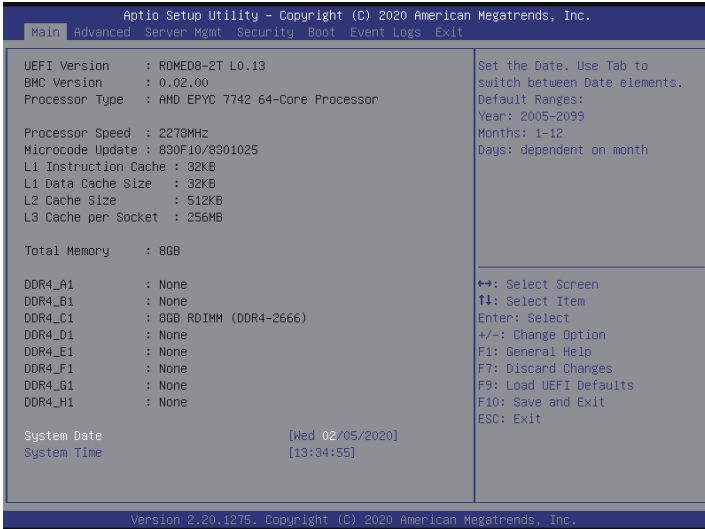 Aptio Setup Utility – Copyright (C) 2020 American Megatrends, Inc.
Main Advanced Server Mgmt Security Boot Event Logs Exit
UEFI Version : ROMED8-2T L0.13
BMC Version : 0.02.00
Processor Type : AMD EPYC 7742 64-Core Processor
Processor Speed : 2278MHz
Microcode Update : 830F10/8301025
L1 Instruction Cache : 32KB
L1 Data Cache Size : 32KB
L2 Cache Size : 512KB
L3 Cache per Socket : 256MB
Total Memory : 8GB
DDR4_A1 : None
DDR4_B1 : None
DDR4_C1 : 8GB RDIMM (DDR4-2666)
DDR4_D1 : None
DDR4_E1 : None
DDR4_F1 : None
DDR4_G1 : None
DDR4_H1 : None
System Date [Wed 02/05/2020]
System Time [13:34:55]
Set the Date. Use Tab to
switch between Date elements.
Default Ranges:
Year: 2005-2099
Months: 1-12
Days: dependent on month
↔: Select Screen
↑↓: Select Item
Enter: Select
+/-: Change Option
F1: General Help
F7: Discard Changes
F9: Load UEFI Defaults
F10: Save and Exit
ESC: Exit
Version 2.20.1275. Copyright (C) 2020 American Megatrends, Inc.